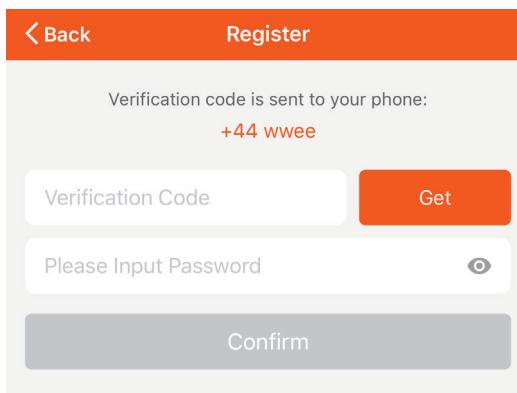 Back Register
Verification code is sent to your phone:
+44 wwee
Verification Code Get
Please Input Password
Confirm